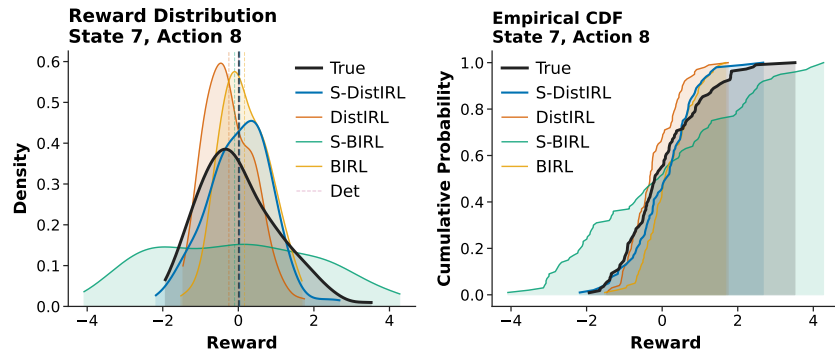 Reward Distribution
State 7, Action 8
Density
0.6
0.5
0.4
0.3
0.2
0.1
0.0
−4
−2
0
2
4
Reward
True
S-DistIRL
DistIRL
S-BIRL
BIRL
Det
Empirical CDF
State 7, Action 8
Cumulative Probability
1.0
0.8
0.6
0.4
0.2
0.0
−4
−2
0
2
4
Reward
True
S-DistIRL
DistIRL
S-BIRL
BIRL